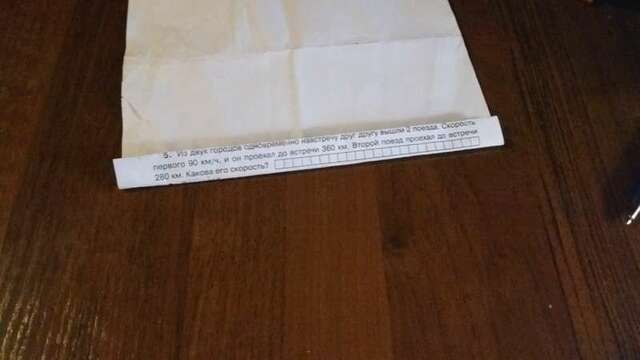 5. Из двух городов одновременно навстречу друг другу вышли 2 поезда. Скорость
первого 90 км/ч, и он проехал до встречи 360 км. Второй поезд проехал до встречи
280 км. Какова его скорость?